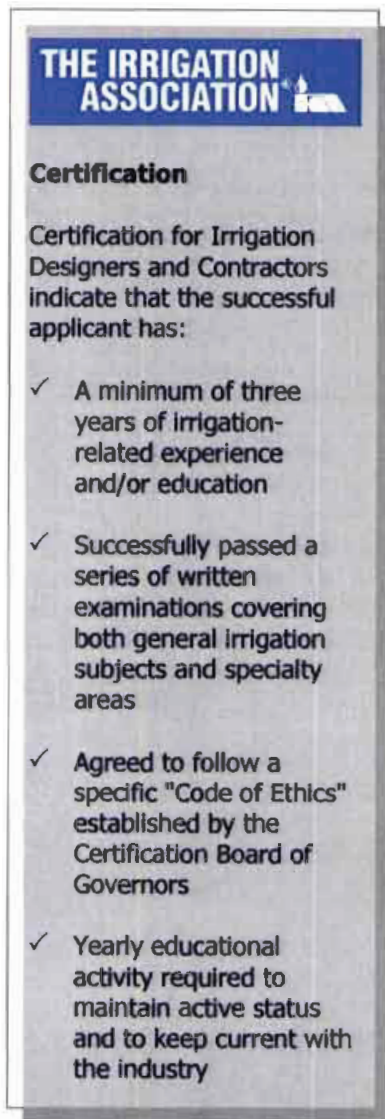 THE IRRIGATION
ASSOCIATION
Certification
Certification for Irrigation
Designers and Contractors
indicate that the successful
applicant has:
✓ A minimum of three
years of irrigation-
related experience
and/or education
✓ Successfully passed a
series of written
examinations covering
both general irrigation
subjects and specialty
areas
✓ Agreed to follow a
specific "Code of Ethics"
established by the
Certification Board of
Governors
✓ Yearly educational
activity required to
maintain active status
and to keep current with
the industry